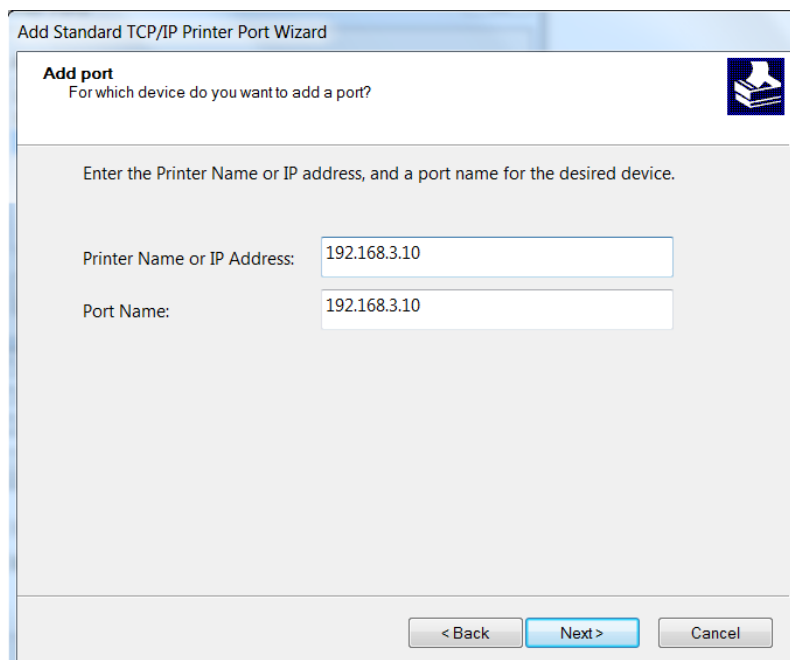 Add Standard TCP/IP Printer Port Wizard
Add port
For which device do you want to add a port?
Enter the Printer Name or IP address, and a port name for the desired device.
Printer Name or IP Address: 192.168.3.10
Port Name: 192.168.3.10
< Back Next > Cancel